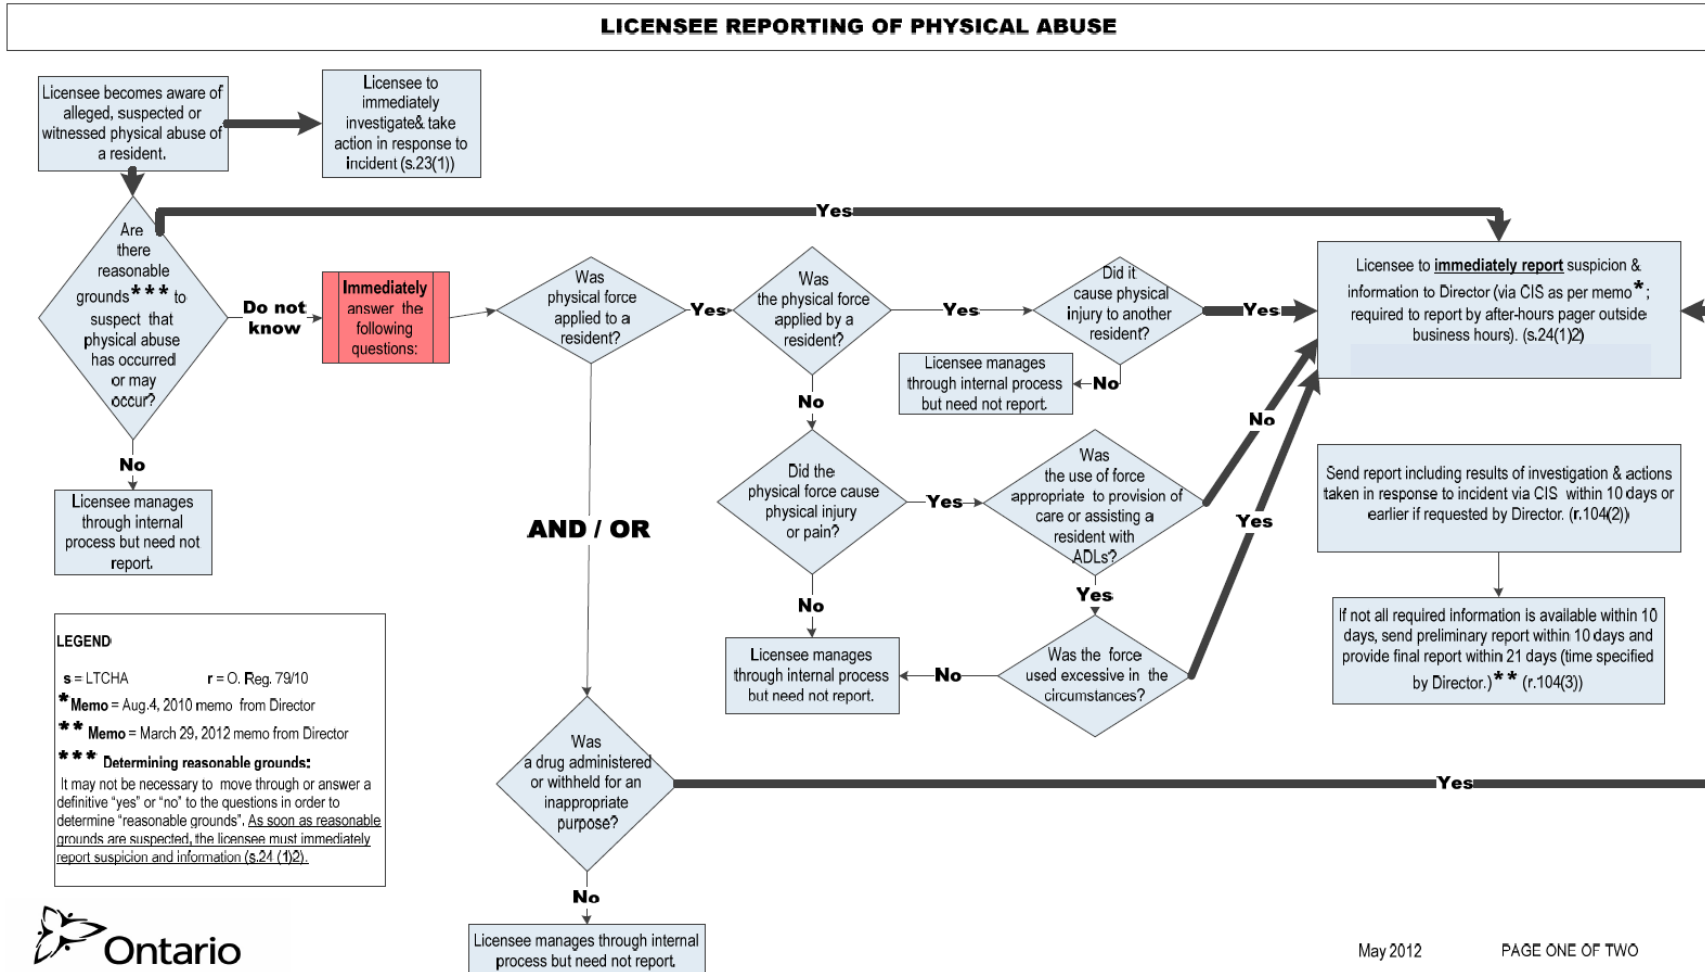 LICENSEE REPORTING OF PHYSICAL ABUSE
Licensee becomes aware of
alleged, suspected or
witnessed physical abuse of
a resident.
Licensee to
immediately
investigate& take
action in response to
incident (s.23(1))
Are
there
reasonable
grounds*** to
suspect that
physical abuse
has occurred
or may
occur?
Yes
Do not
know
No
Licensee manages
through internal
process but need not
report.
Immediately
answer the
following
questions:
Was
physical force
applied to a
resident?
Yes
Was
the physical force
applied by a
resident?
Yes
Did it
cause physical
injury to another
resident?
Yes
No
Licensee manages
through internal process
but need not report.
Licensee to immediately report suspicion &
information to Director (via CIS as per memo*;
required to report by after-hours pager outside
business hours). (s.24(1)2)
No
Did the
physical force cause
physical injury
or pain?
Yes
Was
the use of force
appropriate to provision of
care or assisting a
resident with
ADLs?
No
Yes
Yes
No
Licensee manages
through internal process
but need not report.
No
Was the force
used excessive in the
circumstances?
AND / OR
Was
a drug administered
or withheld for an
inappropriate
purpose?
Yes
No
Licensee manages through internal
process but need not report.
Send report including results of investigation & actions
taken in response to incident via CIS within 10 days or
earlier if requested by Director. (r.104(2))
If not all required information is available within 10
days, send preliminary report within 10 days and
provide final report within 21 days (time specified
by Director.)** (r.104(3))
LEGEND
s = LTCHA r = O. Reg. 79/10
*Memo = Aug.4, 2010 memo from Director
** Memo = March 29, 2012 memo from Director
*** Determining reasonable grounds:
It may not be necessary to move through or answer a
definitive “yes” or “no” to the questions in order to
determine “reasonable grounds”. As soon as reasonable
grounds are suspected, the licensee must immediately
report suspicion and information (s.24 (1)2).
Ontario
May 2012 PAGE ONE OF TWO